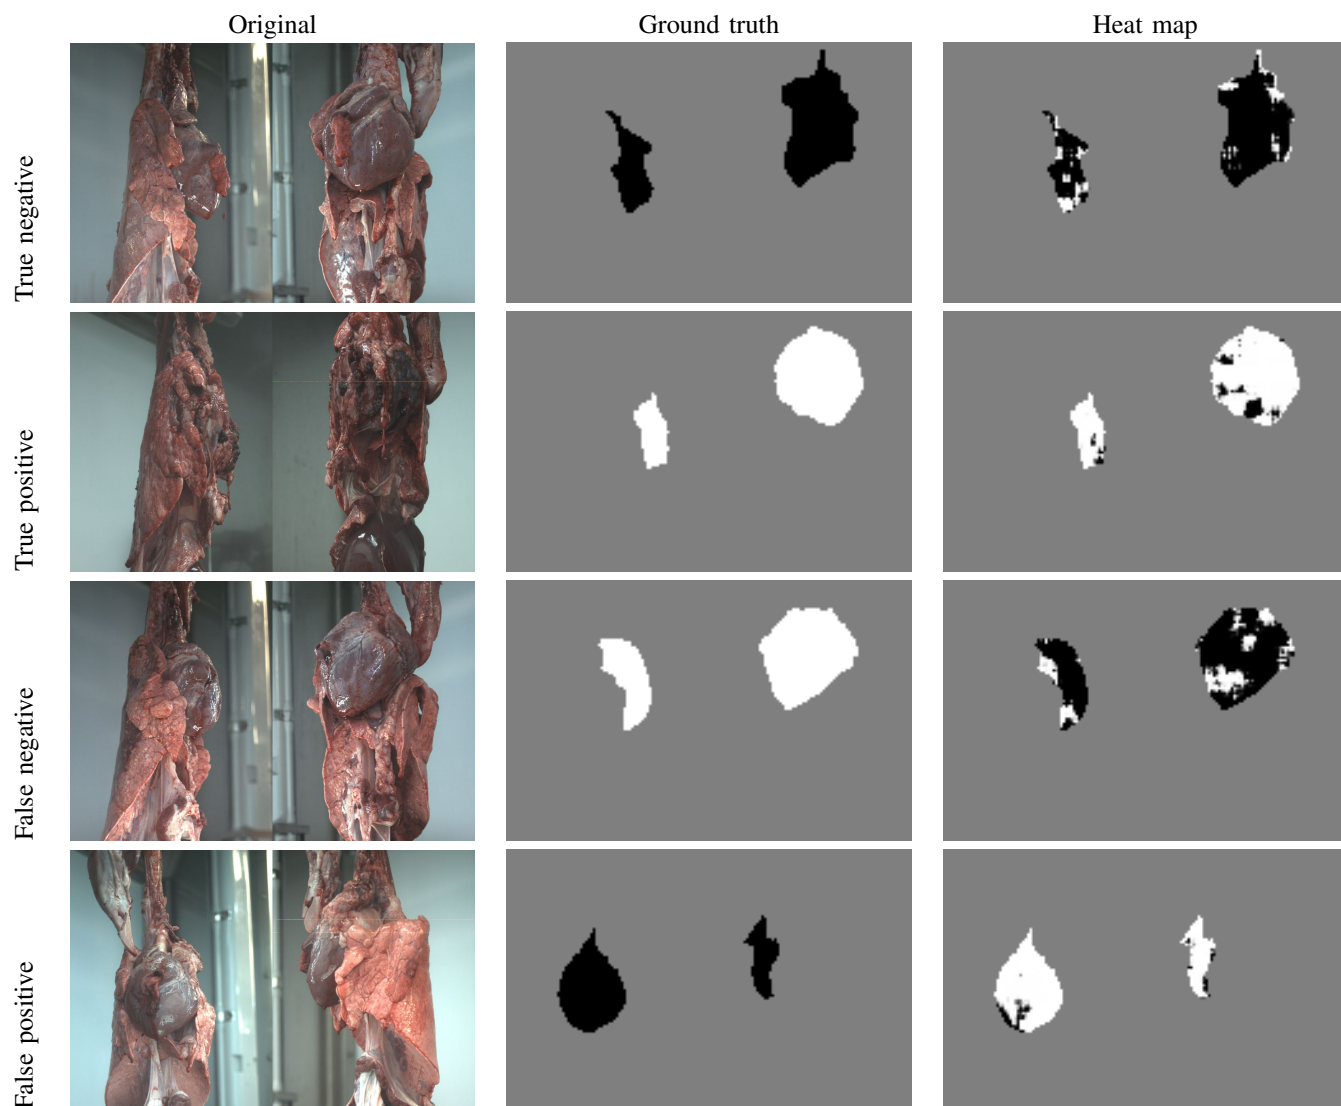 Original
Ground truth
Heat map
True negative
True positive
False negative
False positive